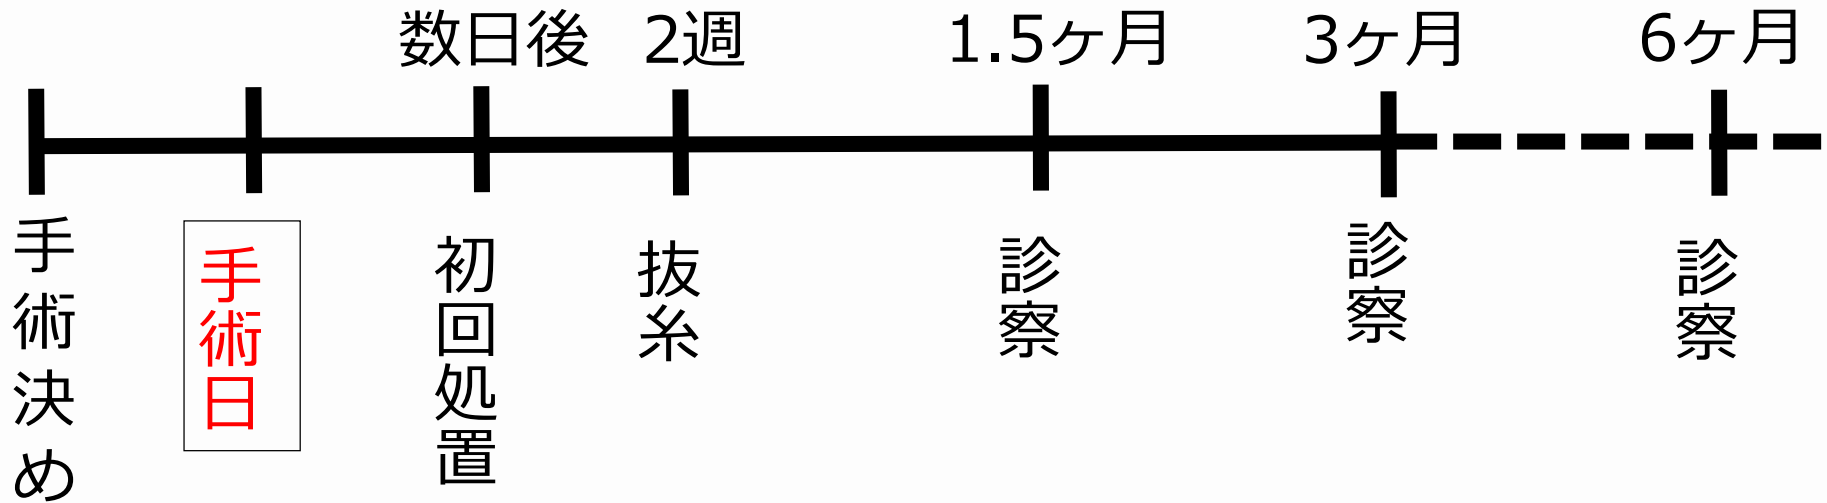 数日後
2週
1.5ヶ月
3ヶ月
6ヶ月
手術決め
手術日
初回処置
抜糸
診察
診察
診察